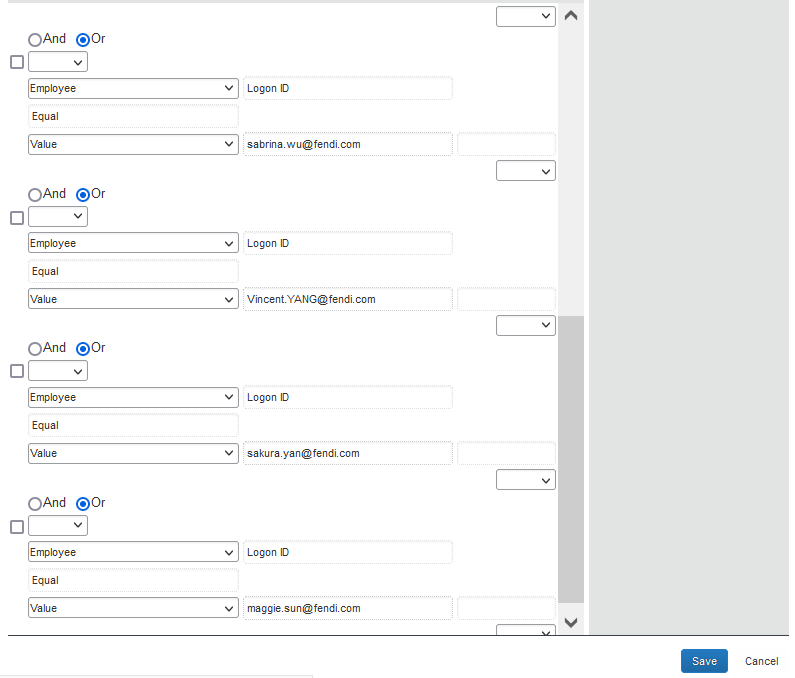 And Or
Employee Logon ID
Equal
Value sabrina.wu@fendi.com
And Or
Employee Logon ID
Equal
Value Vincent.YANG@fendi.com
And Or
Employee Logon ID
Equal
Value sakura.yan@fendi.com
And Or
Employee Logon ID
Equal
Value maggie.sun@fendi.com
Save Cancel